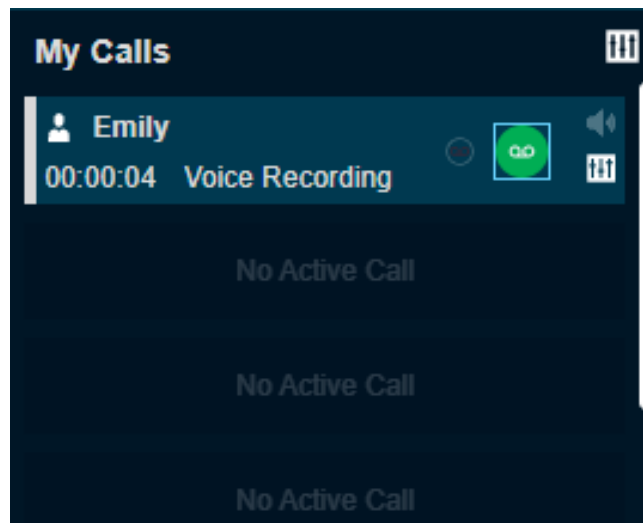 My Calls
Emily
00:00:04 Voice Recording
No Active Call
No Active Call
No Active Call